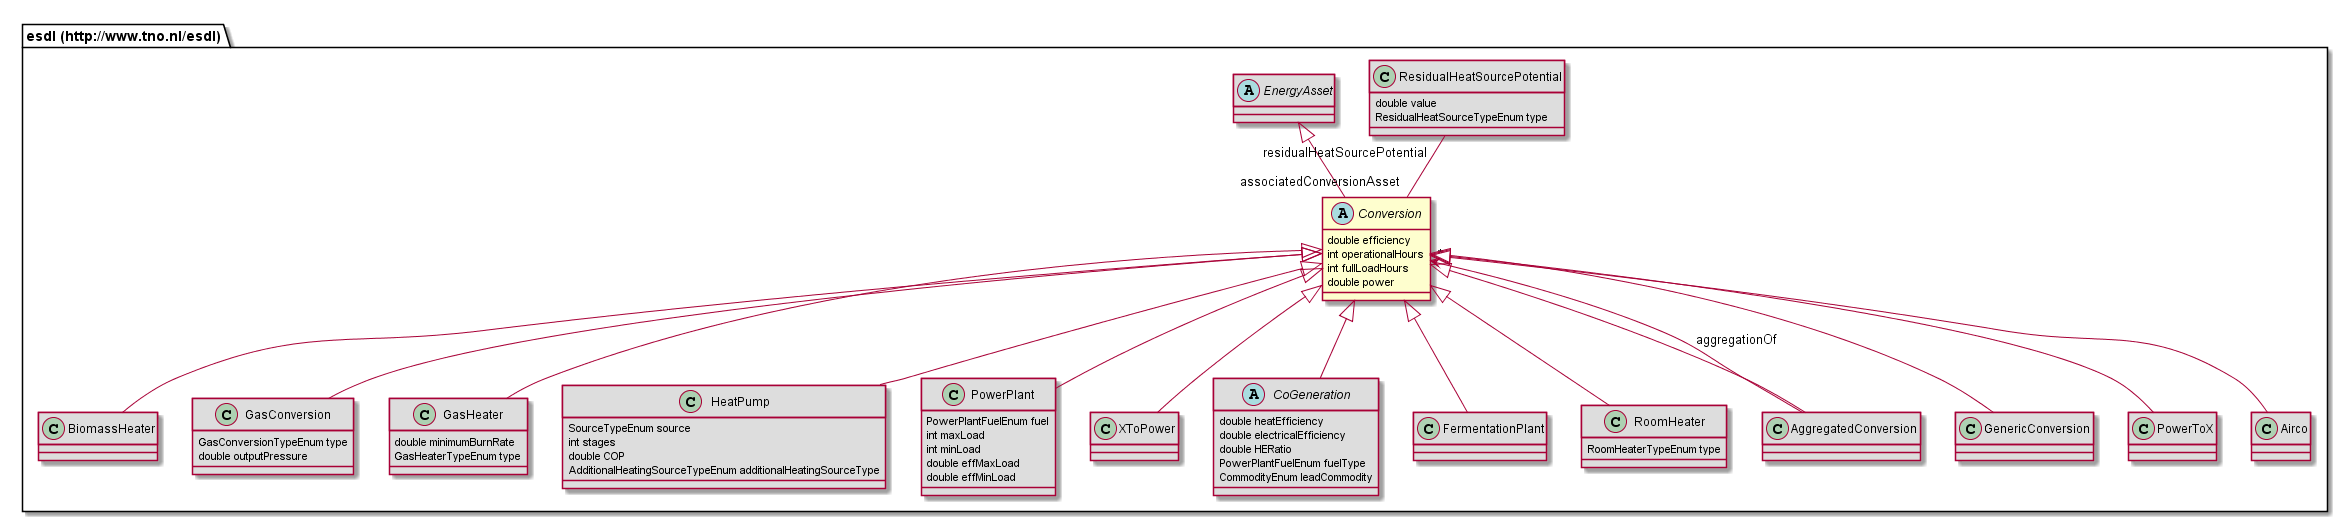 esdl (http://www.tno.nl/esdl)
A EnergyAsset
C ResidualHeatSourcePotential
double value
ResidualHeatSourceTypeEnum type
residualHeatSourcePotential
associatedConversionAsset
A Conversion
double efficiency
int operationalHours
int fullLoadHours
double power
aggregationOf
C BiomassHeater
C GasConversion
GasConversionTypeEnum type
double outputPressure
C GasHeater
double minimumBurnRate
GasHeaterTypeEnum type
C HeatPump
SourceTypeEnum source
int stages
double COP
AdditionalHeatingSourceTypeEnum additionalHeatingSourceType
C PowerPlant
PowerPlantFuelEnum fuel
int maxLoad
int minLoad
double effMaxLoad
double effMinLoad
C XToPower
A CoGeneration
double heatEfficiency
double electricalEfficiency
double HERatio
PowerPlantFuelEnum fuelType
CommodityEnum leadCommodity
C FermentationPlant
C RoomHeater
RoomHeaterTypeEnum type
C AggregatedConversion
C GenericConversion
C PowerToX
C Airco